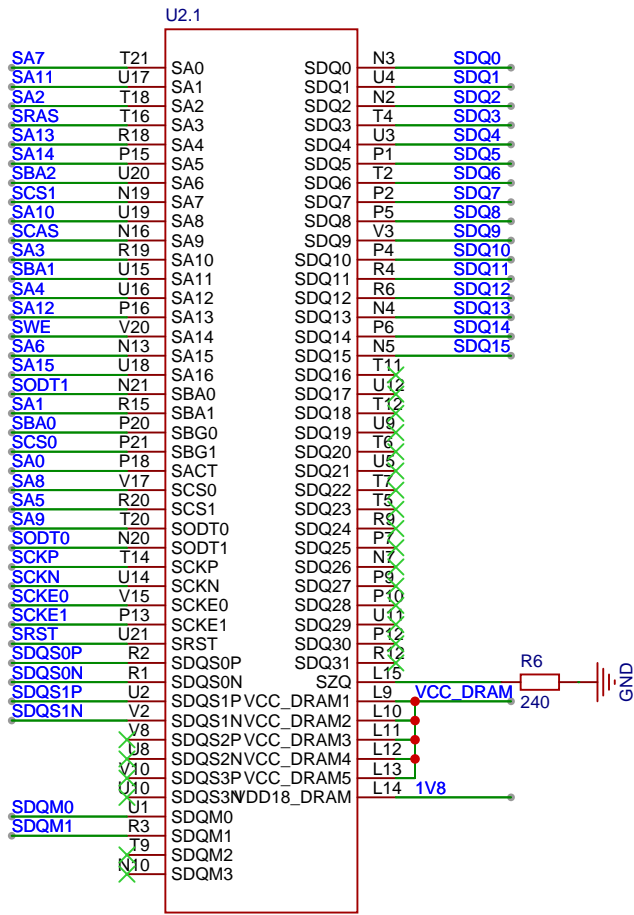 U2.1
SA7 T21 SA0 SDQ0 N3 SDQ0
SA11 U17 SA1 SDQ1 U4 SDQ1
SA2 T18 SA2 SDQ2 N2 SDQ2
SRAS T16 SA3 SDQ3 T4 SDQ3
SA13 R18 SA4 SDQ4 U3 SDQ4
SA14 P15 SA5 SDQ5 P1 SDQ5
SBA2 U20 SA6 SDQ6 T2 SDQ6
SCS1 N19 SA7 SDQ7 P2 SDQ7
SA10 U19 SA8 SDQ8 P5 SDQ8
SCAS N16 SA9 SDQ9 V3 SDQ9
SA3 R19 SA10 SDQ10 P4 SDQ10
SBA1 U15 SA11 SDQ11 R4 SDQ11
SA4 U16 SA12 SDQ12 R6 SDQ12
SA12 P16 SA13 SDQ13 N4 SDQ13
SWE V20 SA14 SDQ14 P6 SDQ14
SA6 N13 SA15 SDQ15 N5 SDQ15
SA15 U18 SA16 SDQ16 T11
SODT1 N21 SBA0 SDQ17 U12
SA1 R15 SBA1 SDQ18 T12
SBA0 P20 SBG0 SDQ19 U9
SCS0 P21 SBG1 SDQ20 T6
SA0 P18 SACT SDQ21 U5
SA8 V17 SCS0 SDQ22 T7
SA5 R20 SCS1 SDQ23 T5
SA9 T20 SODT0 SDQ24 R9
SODT0 N20 SODT1 SDQ25 P7
SCKP T14 SCKP SDQ26 N7
SCKN U14 SCKN SDQ27 P9
SCKE0 V15 SCKE0 SDQ28 P10
SCKE1 P13 SCKE1 SDQ29 U11
SRST U21 SRST SDQ30 P12
SDQS0P R2 SDQS0P SDQ31 R12
SDQS0N R1 SDQS0N SZQ L15 R6 240 GND
SDQS1P U2 SDQS1P VCC_DRAM1 L9 VCC_DRAM
SDQS1N V2 SDQS1N VCC_DRAM2 L10
V8 SDQS2P VCC_DRAM3 L11
U8 SDQS2N VCC_DRAM4 L12
V10 SDQS3P VCC_DRAM5 L13
U10 SDQS3N VDD18_DRAM L14 1V8
SDQM0 U1 SDQM0
SDQM1 R3 SDQM1
T9 SDQM2
N10 SDQM3